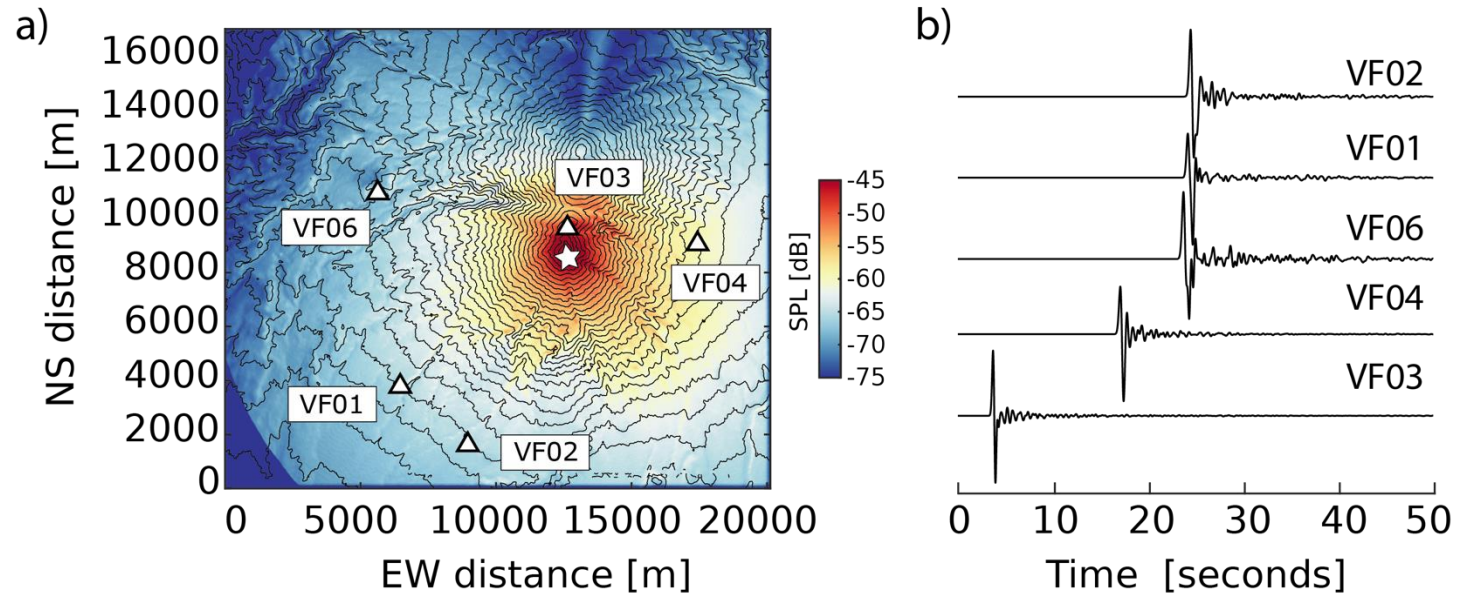 a)
NS distance [m]
16000
14000
12000
10000
8000
6000
4000
2000
0
VF03
VF06
VF04
VF01
VF02
0 5000 10000 15000 20000
EW distance [m]
SPL [dB]
-45
-50
-55
-60
-65
-70
-75
b)
VF02
VF01
VF06
VF04
VF03
0 10 20 30 40 50
Time [seconds]